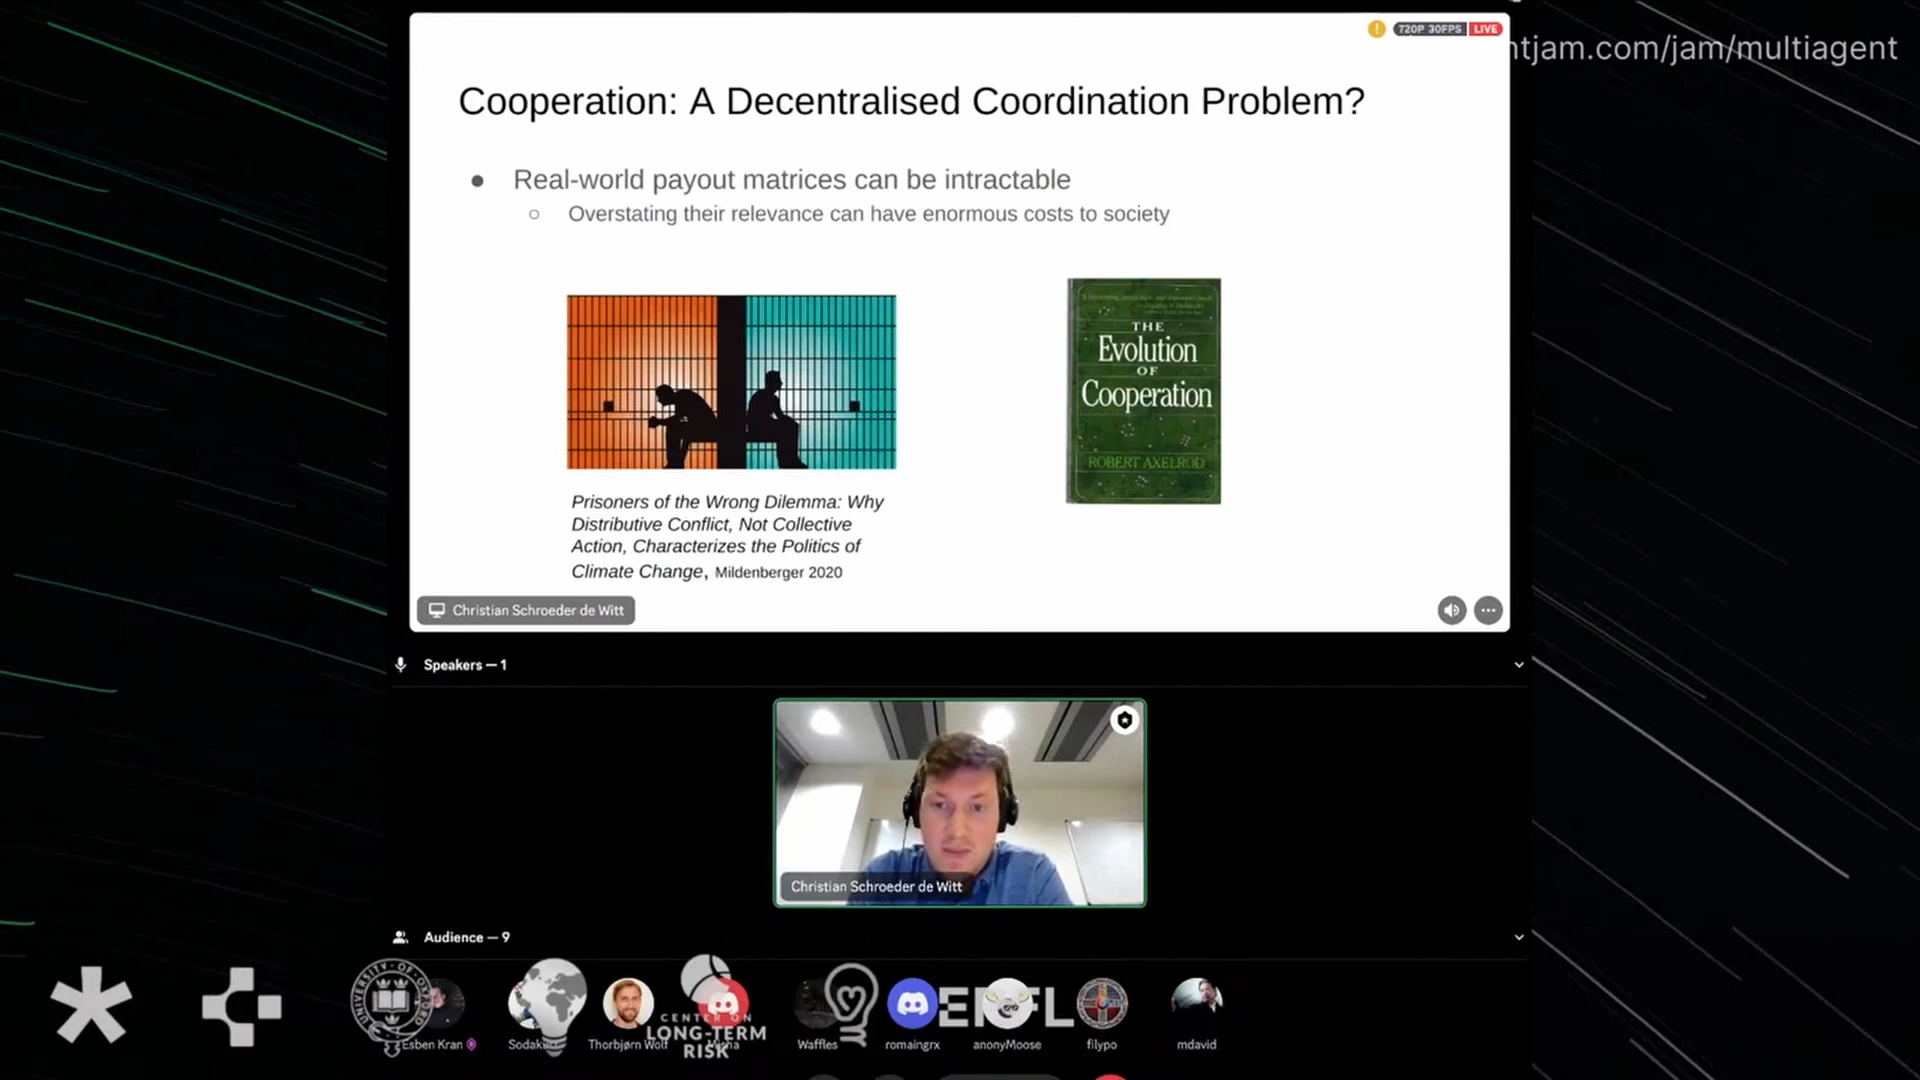 720P 30FPS LIVE
ntjam.com/jam/multiagent
Cooperation: A Decentralised Coordination Problem?
Real-world payout matrices can be intractable
Overstating their relevance can have enormous costs to society
THE
Evolution
OF
Cooperation
ROBERT AXELROD
Prisoners of the Wrong Dilemma: Why
Distributive Conflict, Not Collective
Action, Characterizes the Politics of
Climate Change, Mildenberger 2020
Christian Schroeder de Witt
Speakers — 1
Christian Schroeder de Witt
Audience — 9
UNIVERSITY OF OXFORD
CENTER ON
LONG-TERM
RISK
EPFL
Esben Kran
Thorbjørn Wolf
Waffles
romaingrx
anonyMoose
filypo
mdavid